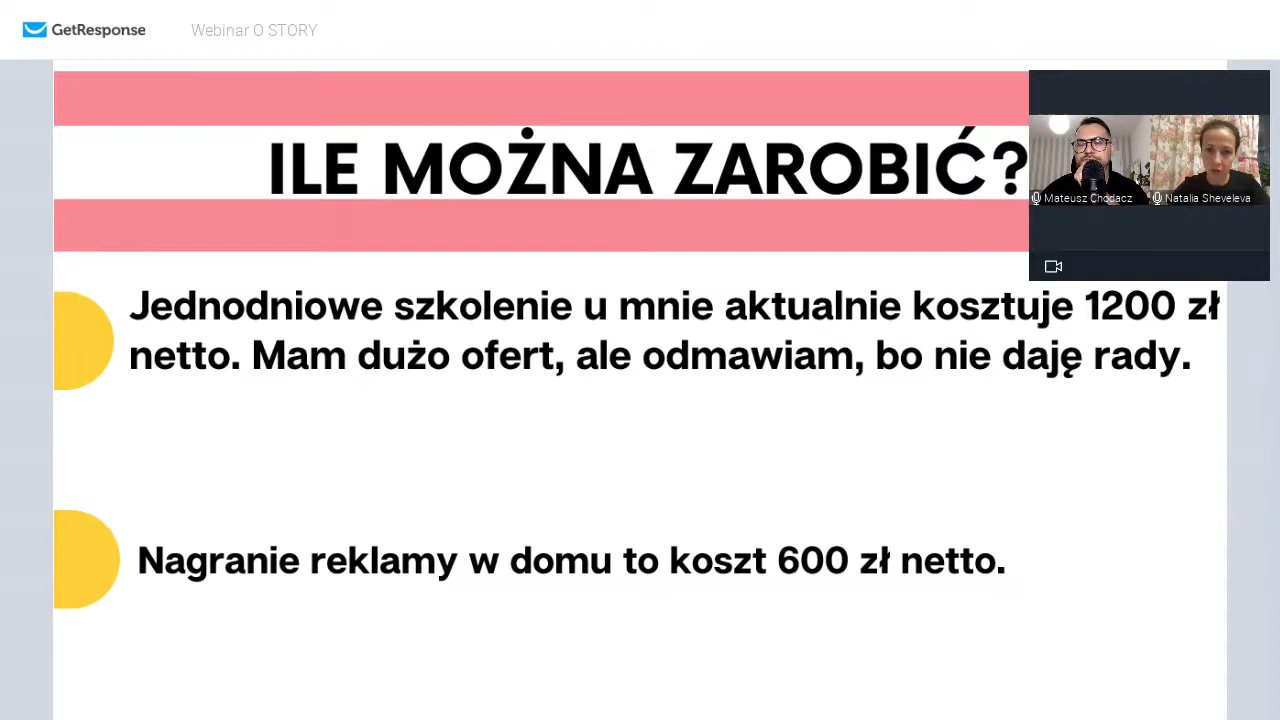 GetResponse
Webinar O STORY
ILE MOŻNA ZAROBIĆ?
Mateusz Chodacz
Natalia Sheveleva
Jednodniowe szkolenie u mnie aktualnie kosztuje 1200 zł
netto. Mam dużo ofert, ale odmawiam, bo nie daję rady.
Nagranie reklamy w domu to koszt 600 zł netto.